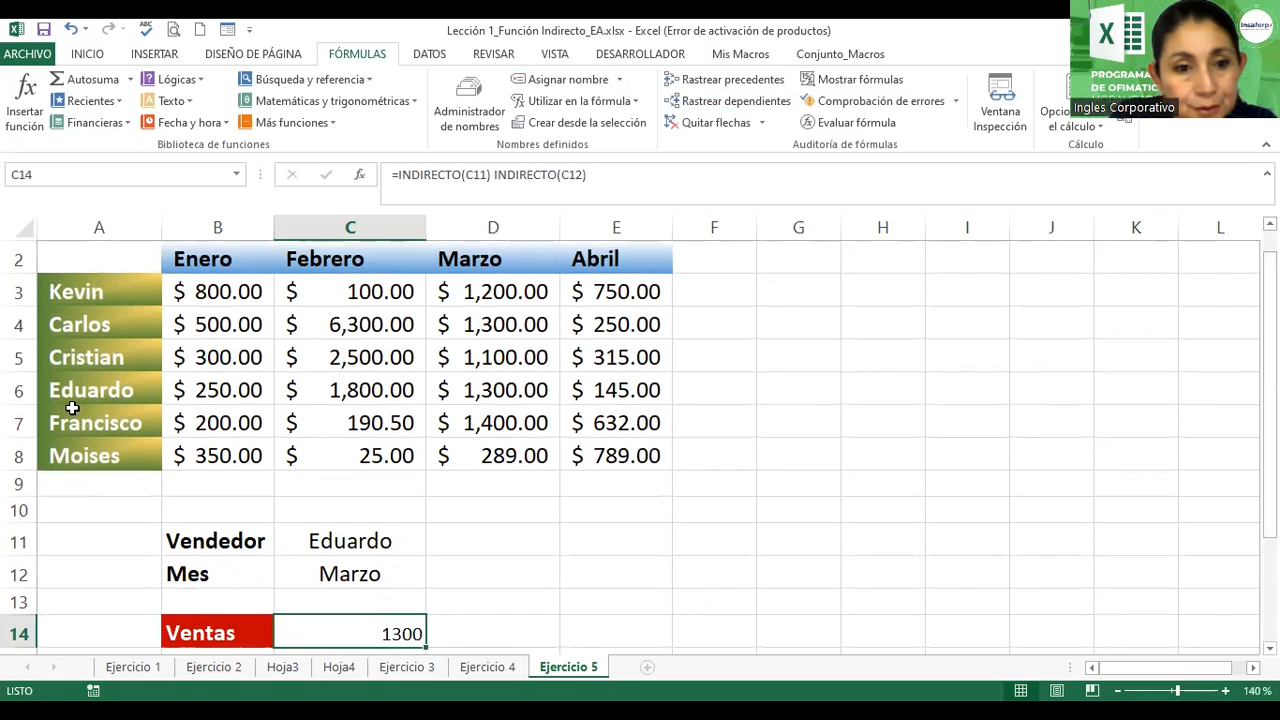 Lección 1_Función Indirecto_EA.xlsx - Excel (Error de activación de productos)
ARCHIVO INICIO INSERTAR DISEÑO DE PÁGINA FÓRMULAS DATOS REVISAR VISTA DESARROLLADOR Mis Macros Conjunto_Macros
Insertar función
Autosuma
Recientes
Financieras
Lógicas
Texto
Fecha y hora
Búsqueda y referencia
Matemáticas y trigonométricas
Más funciones
Biblioteca de funciones
Administrador de nombres
Asignar nombre
Utilizar en la fórmula
Crear desde la selección
Nombres definidos
Rastrear precedentes
Rastrear dependientes
Quitar flechas
Mostrar fórmulas
Comprobación de errores
Evaluar fórmula
Auditoría de fórmulas
Ventana Inspección
el cálculo
Cálculo
Insaforp
PROGRAMA
DE OFIMATIC
Ingles Corporativo
C14 fx =INDIRECTO(C11) INDIRECTO(C12)
A B C D E F G H I J K L
2 Enero Febrero Marzo Abril
3 Kevin $ 800.00 $ 100.00 $ 1,200.00 $ 750.00
4 Carlos $ 500.00 $ 6,300.00 $ 1,300.00 $ 250.00
5 Cristian $ 300.00 $ 2,500.00 $ 1,100.00 $ 315.00
6 Eduardo $ 250.00 $ 1,800.00 $ 1,300.00 $ 145.00
7 Francisco $ 200.00 $ 190.50 $ 1,400.00 $ 632.00
8 Moises $ 350.00 $ 25.00 $ 289.00 $ 789.00
9
10
11 Vendedor Eduardo
12 Mes Marzo
13
14 Ventas 1300
Ejercicio 1 Ejercicio 2 Hoja3 Hoja4 Ejercicio 3 Ejercicio 4 Ejercicio 5
LISTO 140 %